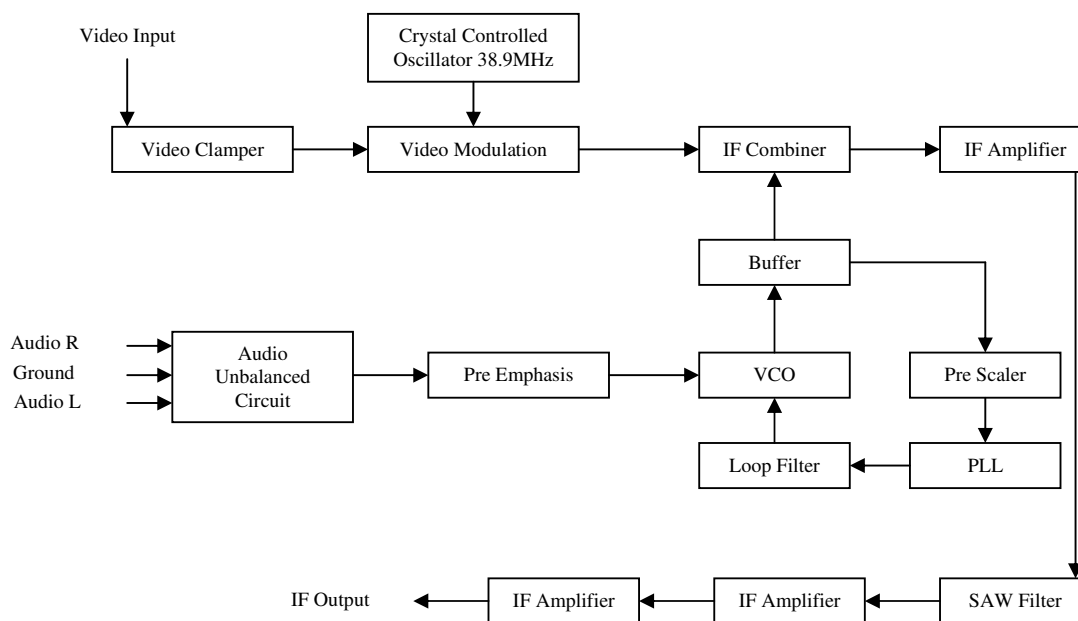 Video Input
Crystal Controlled
Oscillator 38.9MHz
Video Clamper
Video Modulation
IF Combiner
IF Amplifier
Buffer
Audio R
Ground
Audio L
Audio
Unbalanced
Circuit
Pre Emphasis
VCO
Pre Scaler
Loop Filter
PLL
IF Output
IF Amplifier
IF Amplifier
SAW Filter